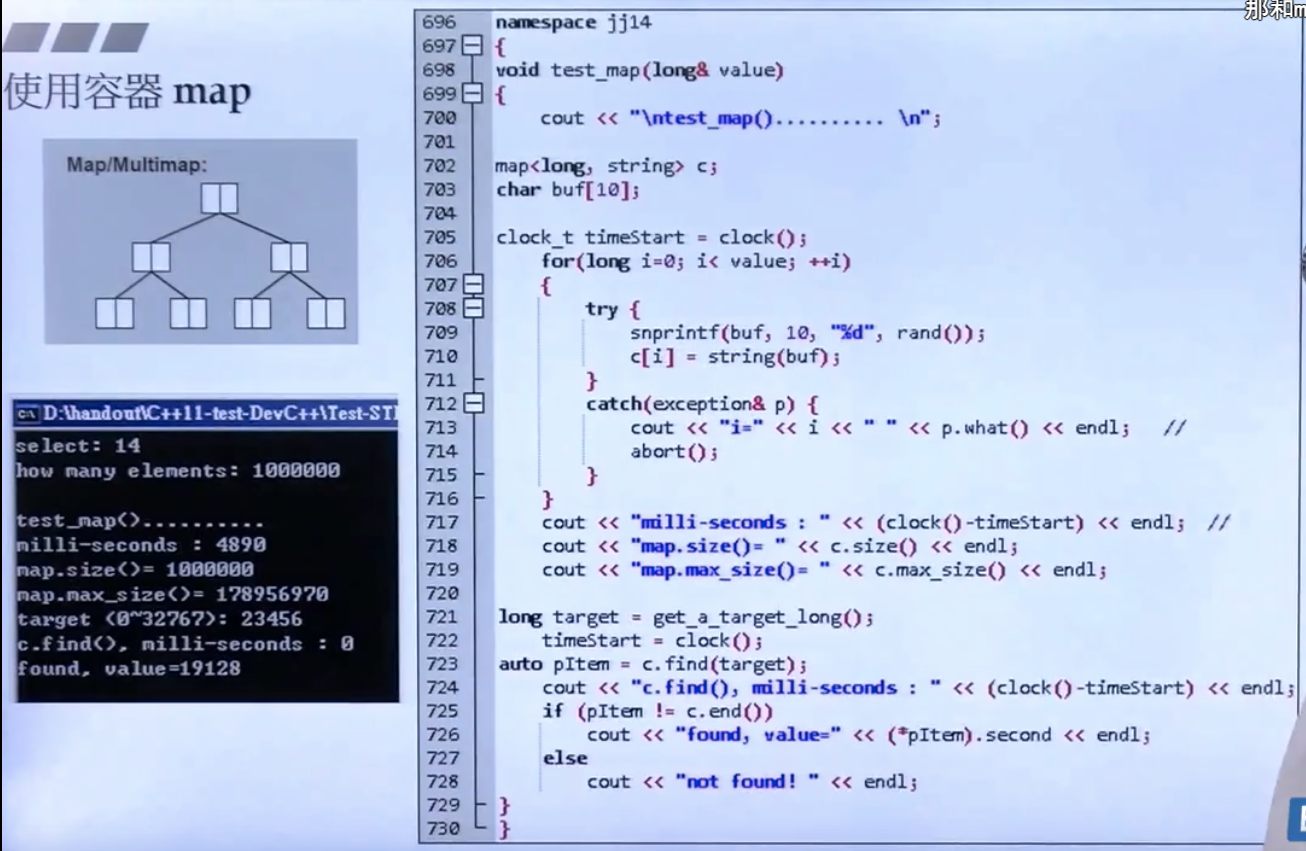 那和m
使用容器 map
Map/Multimap:
D:\handout\C++11-test-DevC++\Test-ST
select: 14
how many elements: 1000000
test_map()..........
milli-seconds : 4890
map.size()= 1000000
map.max_size()= 178956970
target (0~32767): 23456
c.find(), milli-seconds : 0
found, value=19128
696 namespace jj14
697 {
698 void test_map(long& value)
699 {
700 cout << "\ntest_map().......... \n";
701
702 map<long, string> c;
703 char buf[10];
704
705 clock_t timeStart = clock();
706 for(long i=0; i< value; ++i)
707 {
708 try {
709 snprintf(buf, 10, "%d", rand());
710 c[i] = string(buf);
711 }
712 catch(exception& p) {
713 cout << "i=" << i << " " << p.what() << endl; //
714 abort();
715 }
716 }
717 cout << "milli-seconds : " << (clock()-timeStart) << endl; //
718 cout << "map.size()= " << c.size() << endl;
719 cout << "map.max_size()= " << c.max_size() << endl;
720
721 long target = get_a_target_long();
722 timeStart = clock();
723 auto pItem = c.find(target);
724 cout << "c.find(), milli-seconds : " << (clock()-timeStart) << endl;
725 if (pItem != c.end())
726 cout << "found, value=" << (*pItem).second << endl;
727 else
728 cout << "not found! " << endl;
729 }
730 }